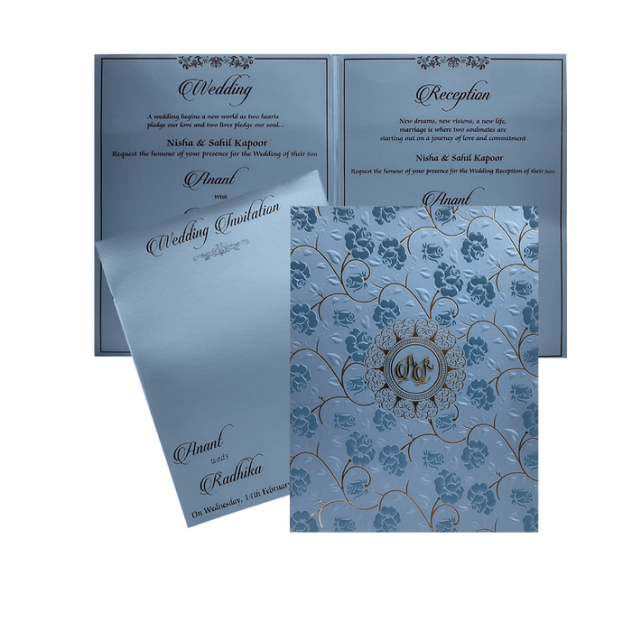 Wedding
A wedding begins a new world as two hearts
pledge our love and two lives pledge our soul...
Nisha & Sahil Kapoor
Request the honour of your presence for the Wedding of their Son
Anant
with
Reception
New dreams, new visions, a new life,
marriage is where two soulmates are
starting out on a journey of love and commitment
Nisha & Sahil Kapoor
Request the honour of your presence for the Wedding Reception of their Son
Anant
Wedding Invitation
Anant
weds
Radhika
On Wednesday, 14th February
AR